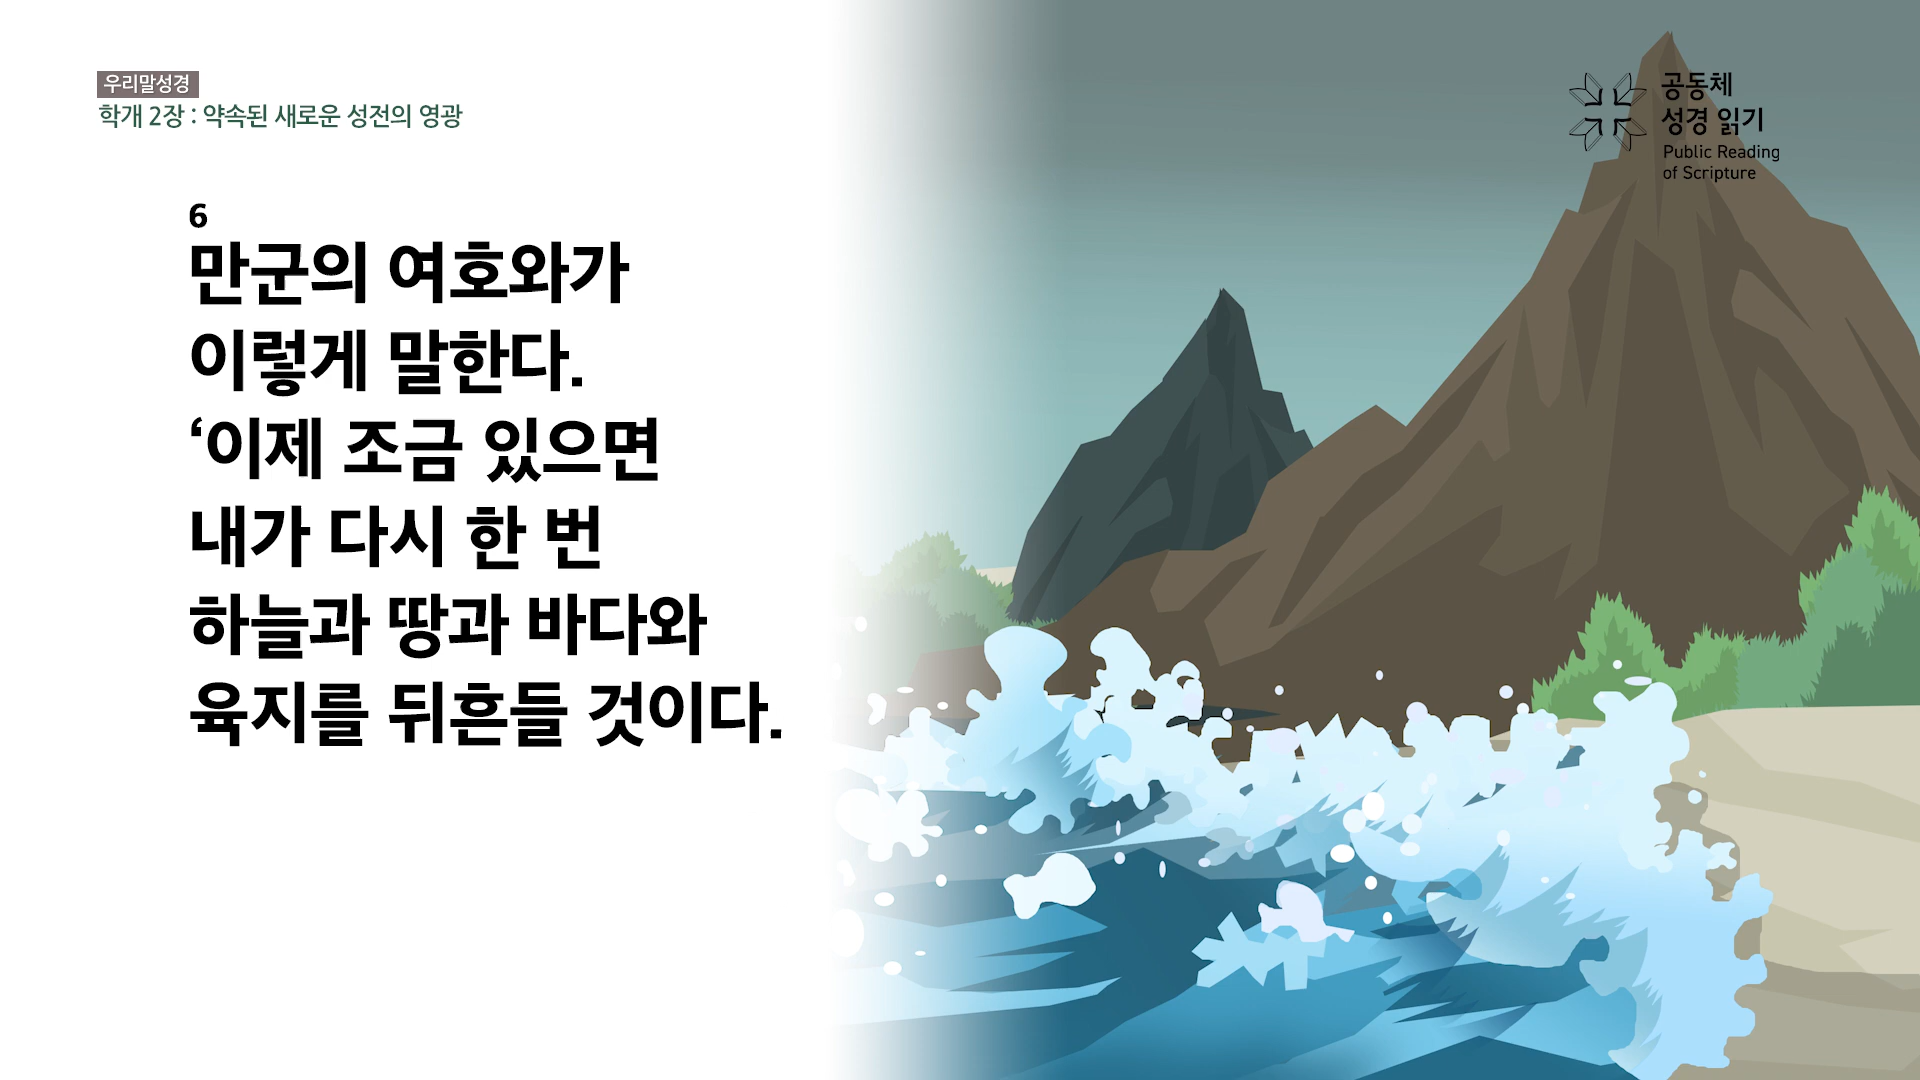 우리말성경
학개 2장 : 약속된 새로운 성전의 영광
공동체
성경 읽기
Public Reading
of Scripture
6
만군의 여호와가
이렇게 말한다.
‘이제 조금 있으면
내가 다시 한 번
하늘과 땅과 바다와
육지를 뒤흔들 것이다.